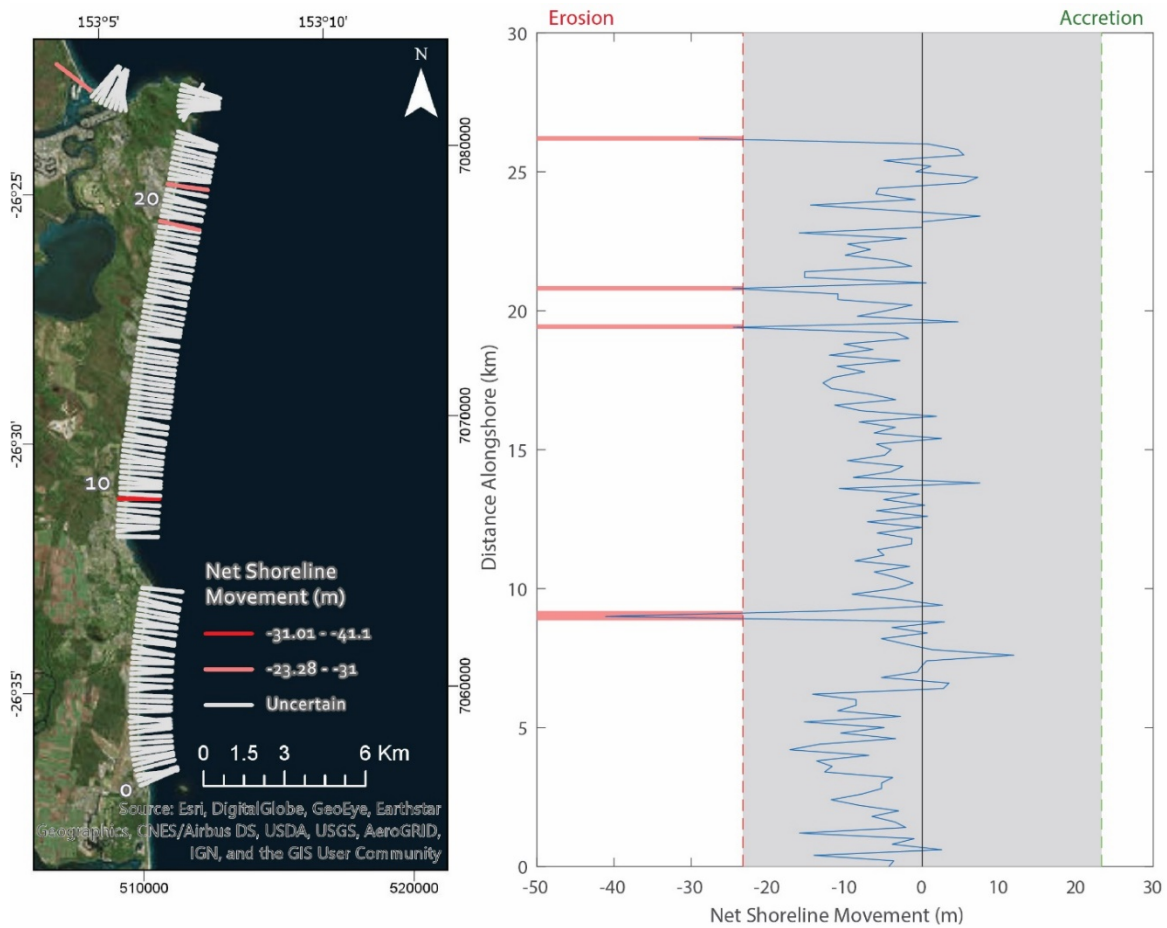 153°5'
153°10'
N
-26°25'
-26°30'
-26°35'
7080000
7070000
7060000
20
10
0
Net Shoreline
Movement (m)
-31.01 - -41.1
-23.28 - -31
Uncertain
0 1.5 3 6 Km
Source: Esri, DigitalGlobe, GeoEye, Earthstar
Geographics, CNES/Airbus DS, USDA, USGS, AeroGRID,
IGN, and the GIS User Community
510000
520000
Erosion
Accretion
30
25
20
15
10
5
0
Distance Alongshore (km)
-50 -40 -30 -20 -10 0 10 20 30
Net Shoreline Movement (m)